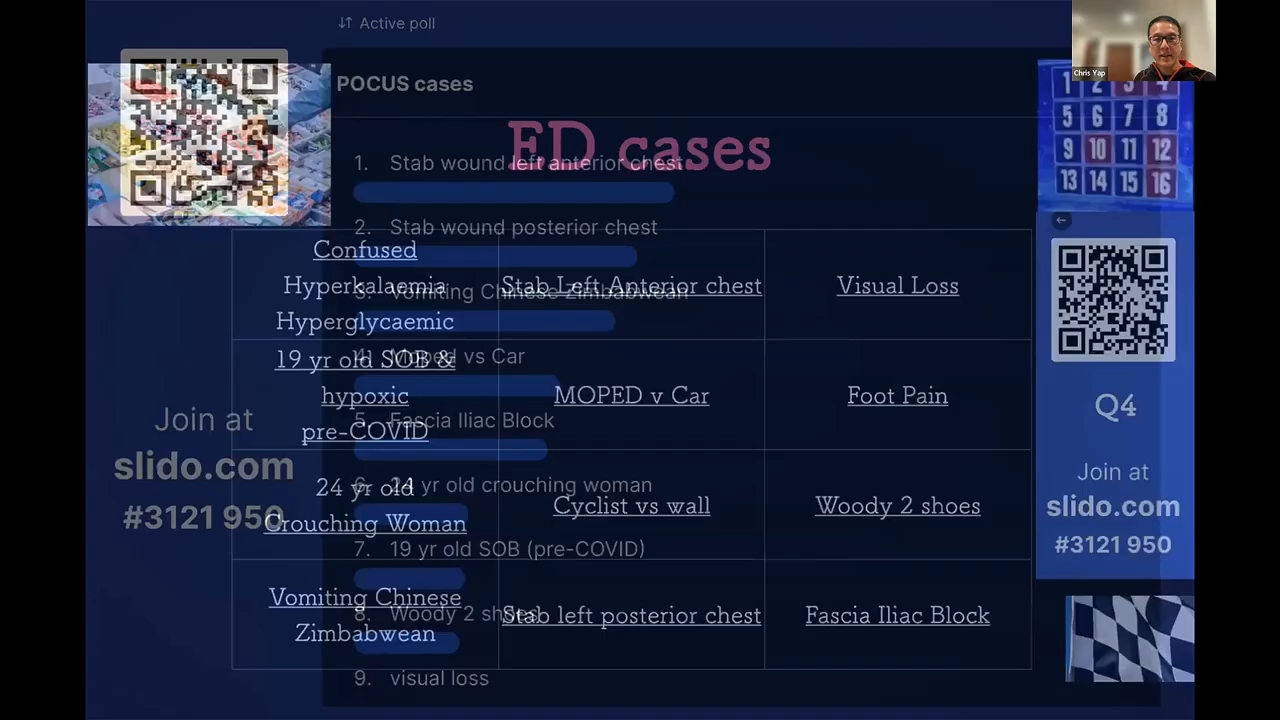 Active poll
Chris Yap
POCUS cases
ED cases
1. Stab wound left anterior chest
2. Stab wound posterior chest
3. Vomiting Chinese Zimbabwean
4. Moped vs Car
5. Fascia Iliac Block
6. 24 yr old crouching woman
7. 19 yr old SOB (pre-COVID)
8. Woody 2 shoes
9. visual loss
Join at
slido.com
#3121 950
Confused
Hyperkalaemia
Hyperglycaemic
Stab Left Anterior chest
Visual Loss
19 yr old SOB &
hypoxic
pre-COVID
MOPED v Car
Foot Pain
24 yr old
Crouching Woman
Cyclist vs wall
Woody 2 shoes
Vomiting Chinese
Zimbabwean
Stab left posterior chest
Fascia Iliac Block
1 2 3 4
5 6 7 8
9 10 11 12
13 14 15 16
Q4
Join at
slido.com
#3121 950